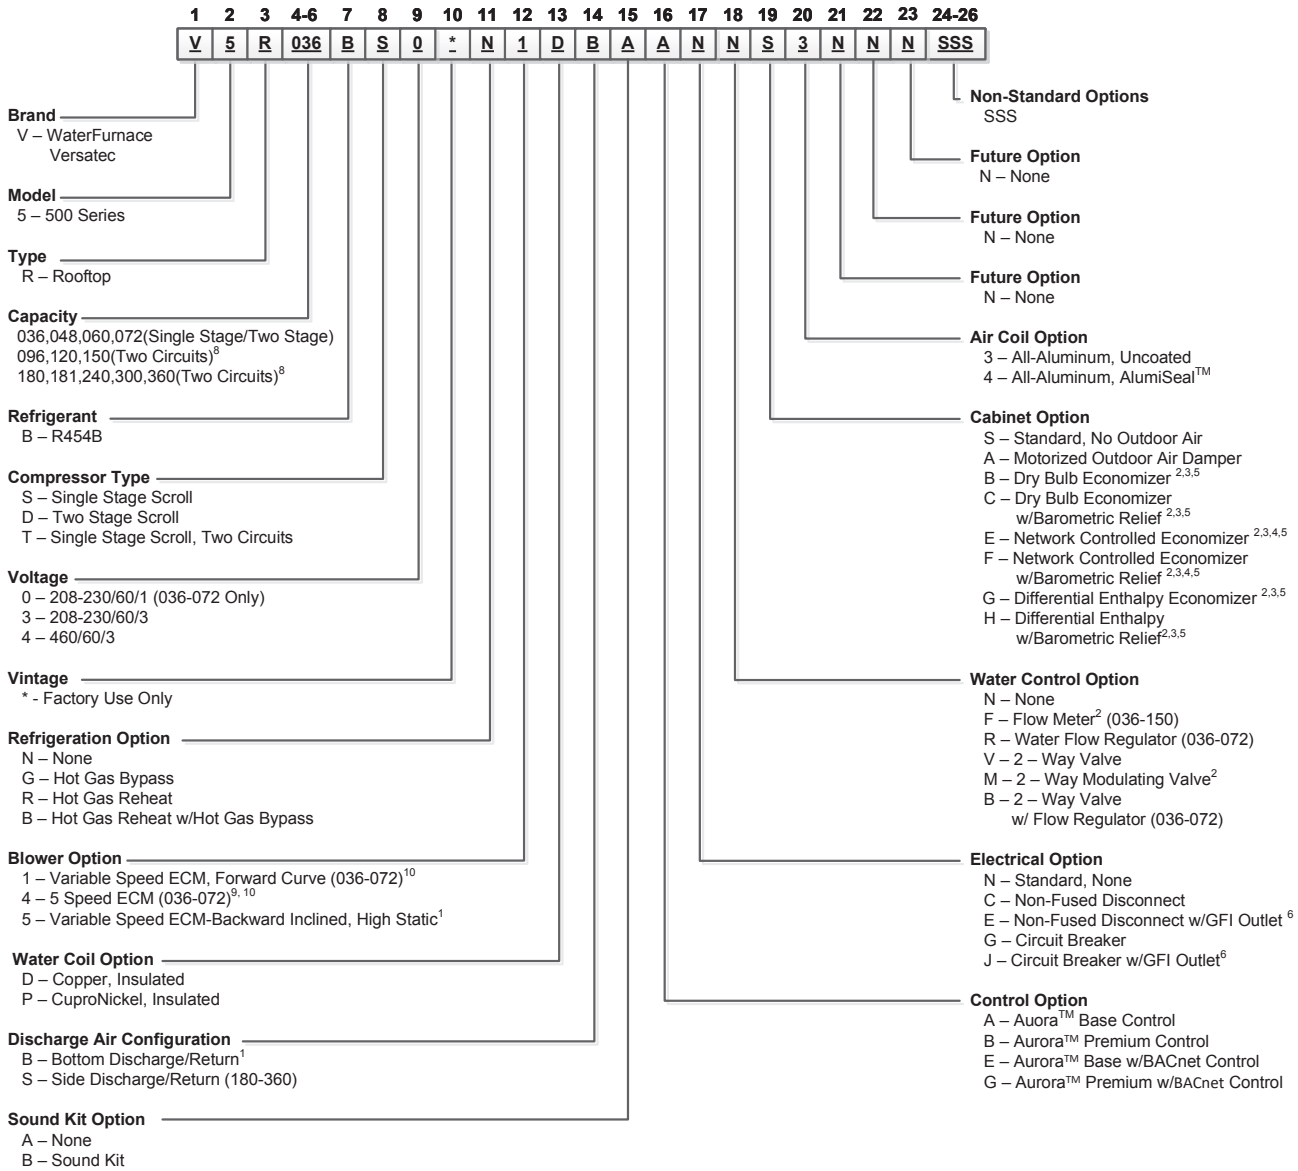 1 2 3 4-6 7 8 9 10 11 12 13 14 15 16 17 18 19 20 21 22 23 24-26
V 5 R 036 B S 0 * N 1 D B A A N N S 3 N N N SSS
Brand
V – WaterFurnace
Versatec
Model
5 – 500 Series
Type
R – Rooftop
Capacity
036,048,060,072(Single Stage/Two Stage)
096,120,150(Two Circuits)8
180,181,240,300,360(Two Circuits)8
Refrigerant
B – R454B
Compressor Type
S – Single Stage Scroll
D – Two Stage Scroll
T – Single Stage Scroll, Two Circuits
Voltage
0 – 208-230/60/1 (036-072 Only)
3 – 208-230/60/3
4 – 460/60/3
Vintage
* - Factory Use Only
Refrigeration Option
N – None
G – Hot Gas Bypass
R – Hot Gas Reheat
B – Hot Gas Reheat w/Hot Gas Bypass
Blower Option
1 – Variable Speed ECM, Forward Curve (036-072)10
4 – 5 Speed ECM (036-072)9, 10
5 – Variable Speed ECM-Backward Inclined, High Static1
Water Coil Option
D – Copper, Insulated
P – CuproNickel, Insulated
Discharge Air Configuration
B – Bottom Discharge/Return1
S – Side Discharge/Return (180-360)
Sound Kit Option
A – None
B – Sound Kit
Non-Standard Options
SSS
Future Option
N – None
Future Option
N – None
Future Option
N – None
Air Coil Option
3 – All-Aluminum, Uncoated
4 – All-Aluminum, AlumiSeal™
Cabinet Option
S – Standard, No Outdoor Air
A – Motorized Outdoor Air Damper
B – Dry Bulb Economizer 2,3,5
C – Dry Bulb Economizer
w/Barometric Relief 2,3,5
E – Network Controlled Economizer 2,3,4,5
F – Network Controlled Economizer
w/Barometric Relief 2,3,4,5
G – Differential Enthalpy Economizer 2,3,5
H – Differential Enthalpy
w/Barometric Relief2,3,5
Water Control Option
N – None
F – Flow Meter2 (036-150)
R – Water Flow Regulator (036-072)
V – 2 – Way Valve
M – 2 – Way Modulating Valve2
B – 2 – Way Valve
w/ Flow Regulator (036-072)
Electrical Option
N – Standard, None
C – Non-Fused Disconnect
E – Non-Fused Disconnect w/GFI Outlet 6
G – Circuit Breaker
J – Circuit Breaker w/GFI Outlet6
Control Option
A – Auora™ Base Control
B – Aurora™ Premium Control
E – Aurora™ Base w/BACnet Control
G – Aurora™ Premium w/BACnet Control